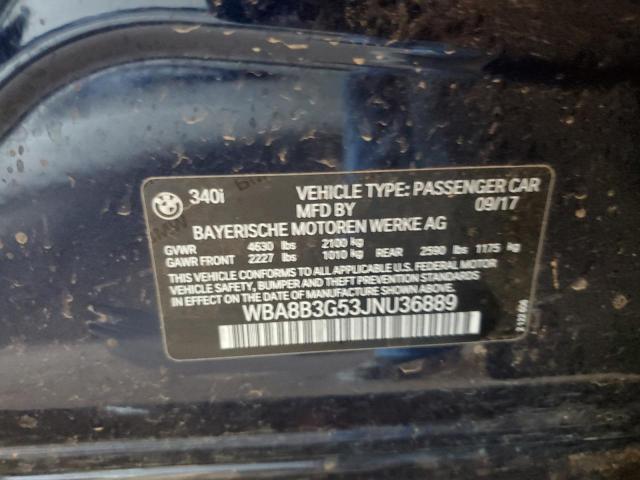 340i VEHICLE TYPE: PASSENGER CAR
MFD BY 09/17
BAYERISCHE MOTOREN WERKE AG
GVWR 4630 lbs 2100 kg
GAWR FRONT 2227 lbs 1010 kg REAR 2590 lbs 1175 kg
THIS VEHICLE CONFORMS TO ALL APPLICABLE U.S. FEDERAL MOTOR
VEHICLE SAFETY, BUMPER, AND THEFT PREVENTION STANDARDS
IN EFFECT ON THE DATE OF MANUFACTURE SHOWN ABOVE.
WBA8B3G53JNU36889